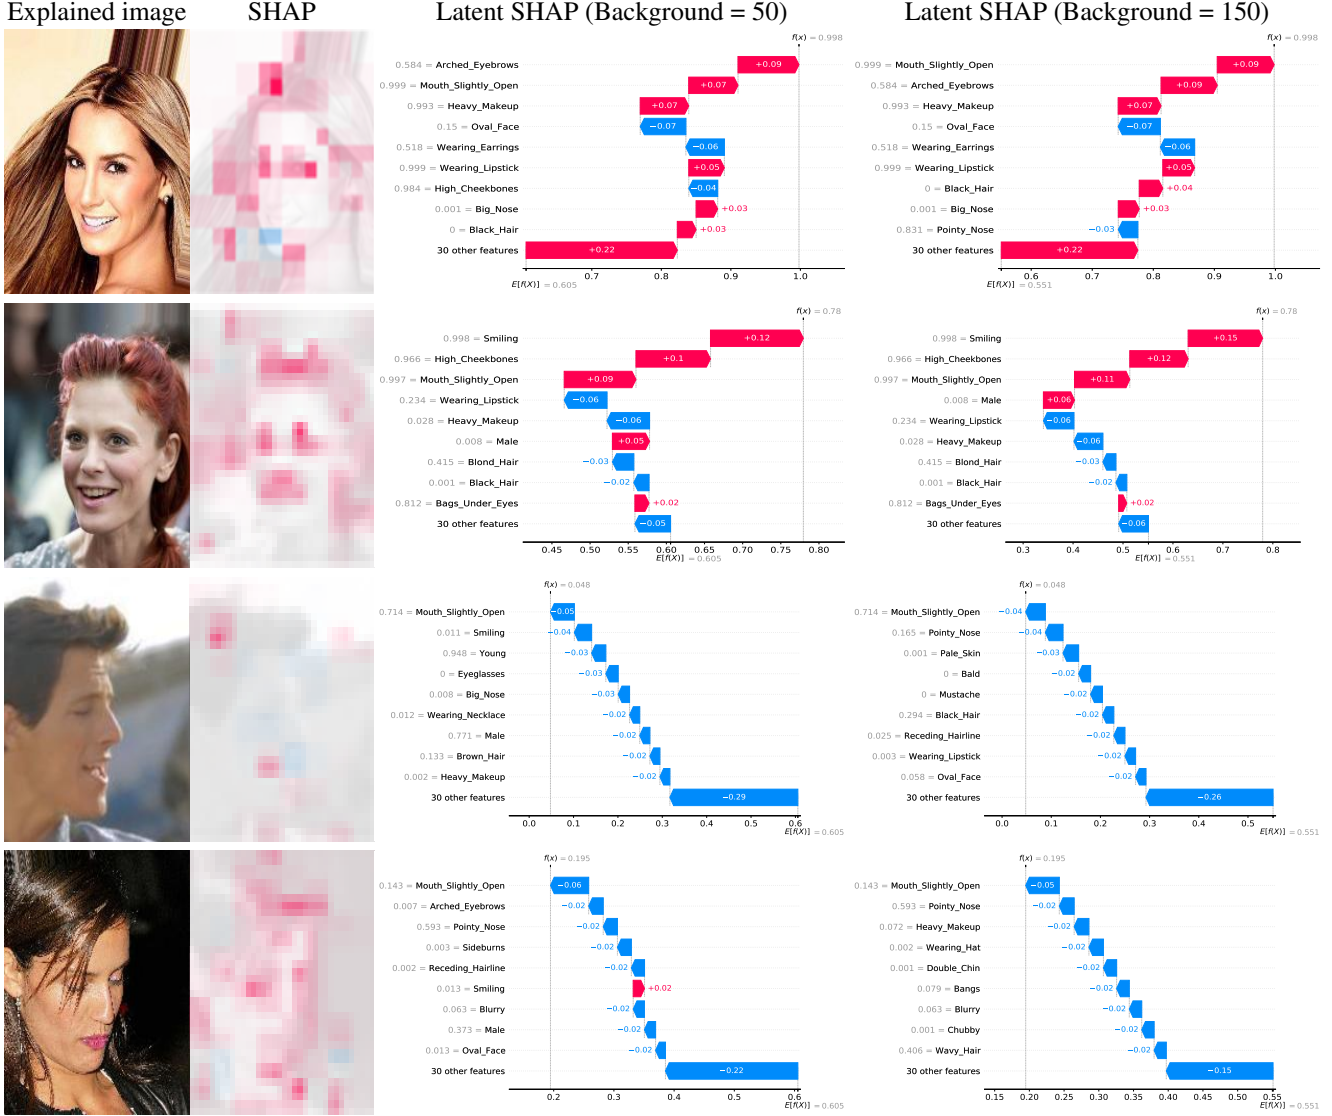 Explained image SHAP Latent SHAP (Background = 50) Latent SHAP (Background = 150)
f(x) = 0.998
0.584 = Arched_Eyebrows +0.09
0.999 = Mouth_Slightly_Open +0.07
0.993 = Heavy_Makeup +0.07
0.15 = Oval_Face −0.07
0.518 = Wearing_Earrings −0.06
0.999 = Wearing_Lipstick +0.05
0.984 = High_Cheekbones −0.04
0.001 = Big_Nose +0.03
0 = Black_Hair +0.03
30 other features +0.22
0.7 0.8 0.9 1.0
E[f(X)] = 0.605
f(x) = 0.998
0.999 = Mouth_Slightly_Open +0.09
0.584 = Arched_Eyebrows +0.09
0.993 = Heavy_Makeup +0.07
0.15 = Oval_Face −0.07
0.518 = Wearing_Earrings −0.06
0.999 = Wearing_Lipstick +0.05
0 = Black_Hair +0.04
0.001 = Big_Nose +0.03
0.831 = Pointy_Nose −0.03
30 other features +0.22
0.6 0.7 0.8 0.9 1.0
E[f(X)] = 0.551
f(x) = 0.78
0.998 = Smiling +0.12
0.966 = High_Cheekbones +0.1
0.997 = Mouth_Slightly_Open +0.09
0.234 = Wearing_Lipstick −0.06
0.028 = Heavy_Makeup −0.06
0.008 = Male +0.05
0.415 = Blond_Hair −0.03
0.001 = Black_Hair −0.02
0.812 = Bags_Under_Eyes +0.02
30 other features −0.05
0.45 0.50 0.55 0.60 0.65 0.70 0.75 0.80
E[f(X)] = 0.605
f(x) = 0.78
0.998 = Smiling +0.15
0.966 = High_Cheekbones +0.12
0.997 = Mouth_Slightly_Open +0.11
0.008 = Male +0.06
0.234 = Wearing_Lipstick −0.06
0.028 = Heavy_Makeup −0.06
0.415 = Blond_Hair −0.03
0.001 = Black_Hair −0.02
0.812 = Bags_Under_Eyes +0.02
30 other features −0.06
0.3 0.4 0.5 0.6 0.7 0.8
E[f(X)] = 0.551
f(x) = 0.048
0.714 = Mouth_Slightly_Open −0.05
0.011 = Smiling −0.04
0.948 = Young −0.03
0 = Eyeglasses −0.03
0.008 = Big_Nose −0.03
0.012 = Wearing_Necklace −0.02
0.771 = Male −0.02
0.133 = Brown_Hair −0.02
0.002 = Heavy_Makeup −0.02
30 other features −0.29
0.0 0.1 0.2 0.3 0.4 0.5 0.6
E[f(X)] = 0.605
f(x) = 0.048
0.714 = Mouth_Slightly_Open −0.04
0.165 = Pointy_Nose −0.04
0.001 = Pale_Skin −0.03
0 = Bald −0.02
0 = Mustache −0.02
0.294 = Black_Hair −0.02
0.025 = Receding_Hairline −0.02
0.003 = Wearing_Lipstick −0.02
0.058 = Oval_Face −0.02
30 other features −0.26
0.0 0.1 0.2 0.3 0.4 0.5
E[f(X)] = 0.551
f(x) = 0.195
0.143 = Mouth_Slightly_Open −0.06
0.007 = Arched_Eyebrows −0.02
0.593 = Pointy_Nose −0.02
0.003 = Sideburns −0.02
0.002 = Receding_Hairline −0.02
0.013 = Smiling +0.02
0.063 = Blurry −0.02
0.373 = Male −0.02
0.013 = Oval_Face −0.02
30 other features −0.22
0.2 0.3 0.4 0.5 0.6
E[f(X)] = 0.605
f(x) = 0.195
0.143 = Mouth_Slightly_Open −0.05
0.593 = Pointy_Nose −0.02
0.072 = Heavy_Makeup −0.02
0.002 = Wearing_Hat −0.02
0.001 = Double_Chin −0.02
0.079 = Bangs −0.02
0.063 = Blurry −0.02
0.001 = Chubby −0.02
0.406 = Wavy_Hair −0.02
30 other features −0.15
0.15 0.20 0.25 0.30 0.35 0.40 0.45 0.50 0.55
E[f(X)] = 0.551